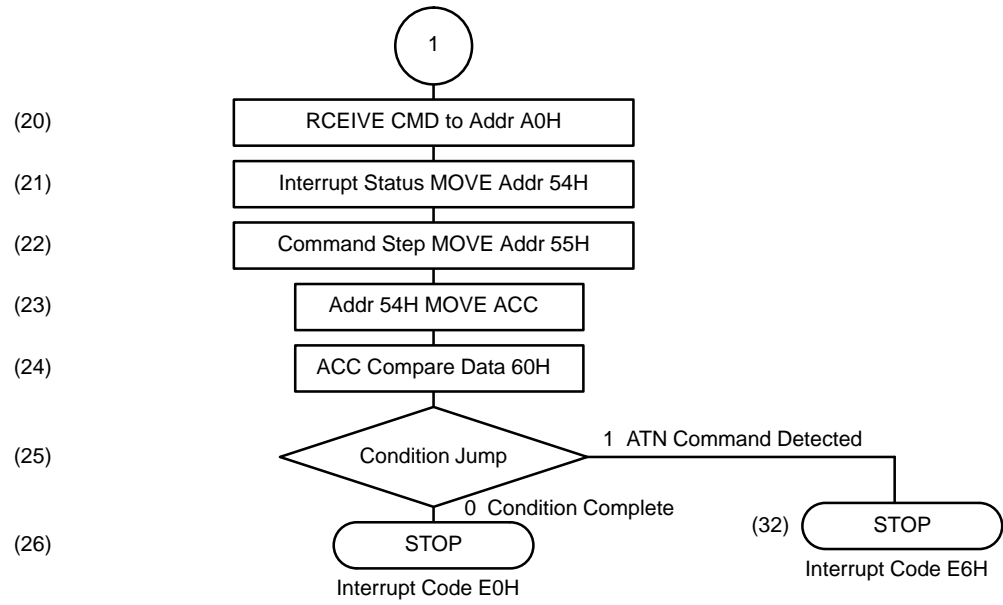 1
(20) RCEIVE CMD to Addr A0H
(21) Interrupt Status MOVE Addr 54H
(22) Command Step MOVE Addr 55H
(23) Addr 54H MOVE ACC
(24) ACC Compare Data 60H
1 ATN Command Detected
(25) Condition Jump
0 Condition Complete
(26) STOP (32) STOP
Interrupt Code E0H Interrupt Code E6H